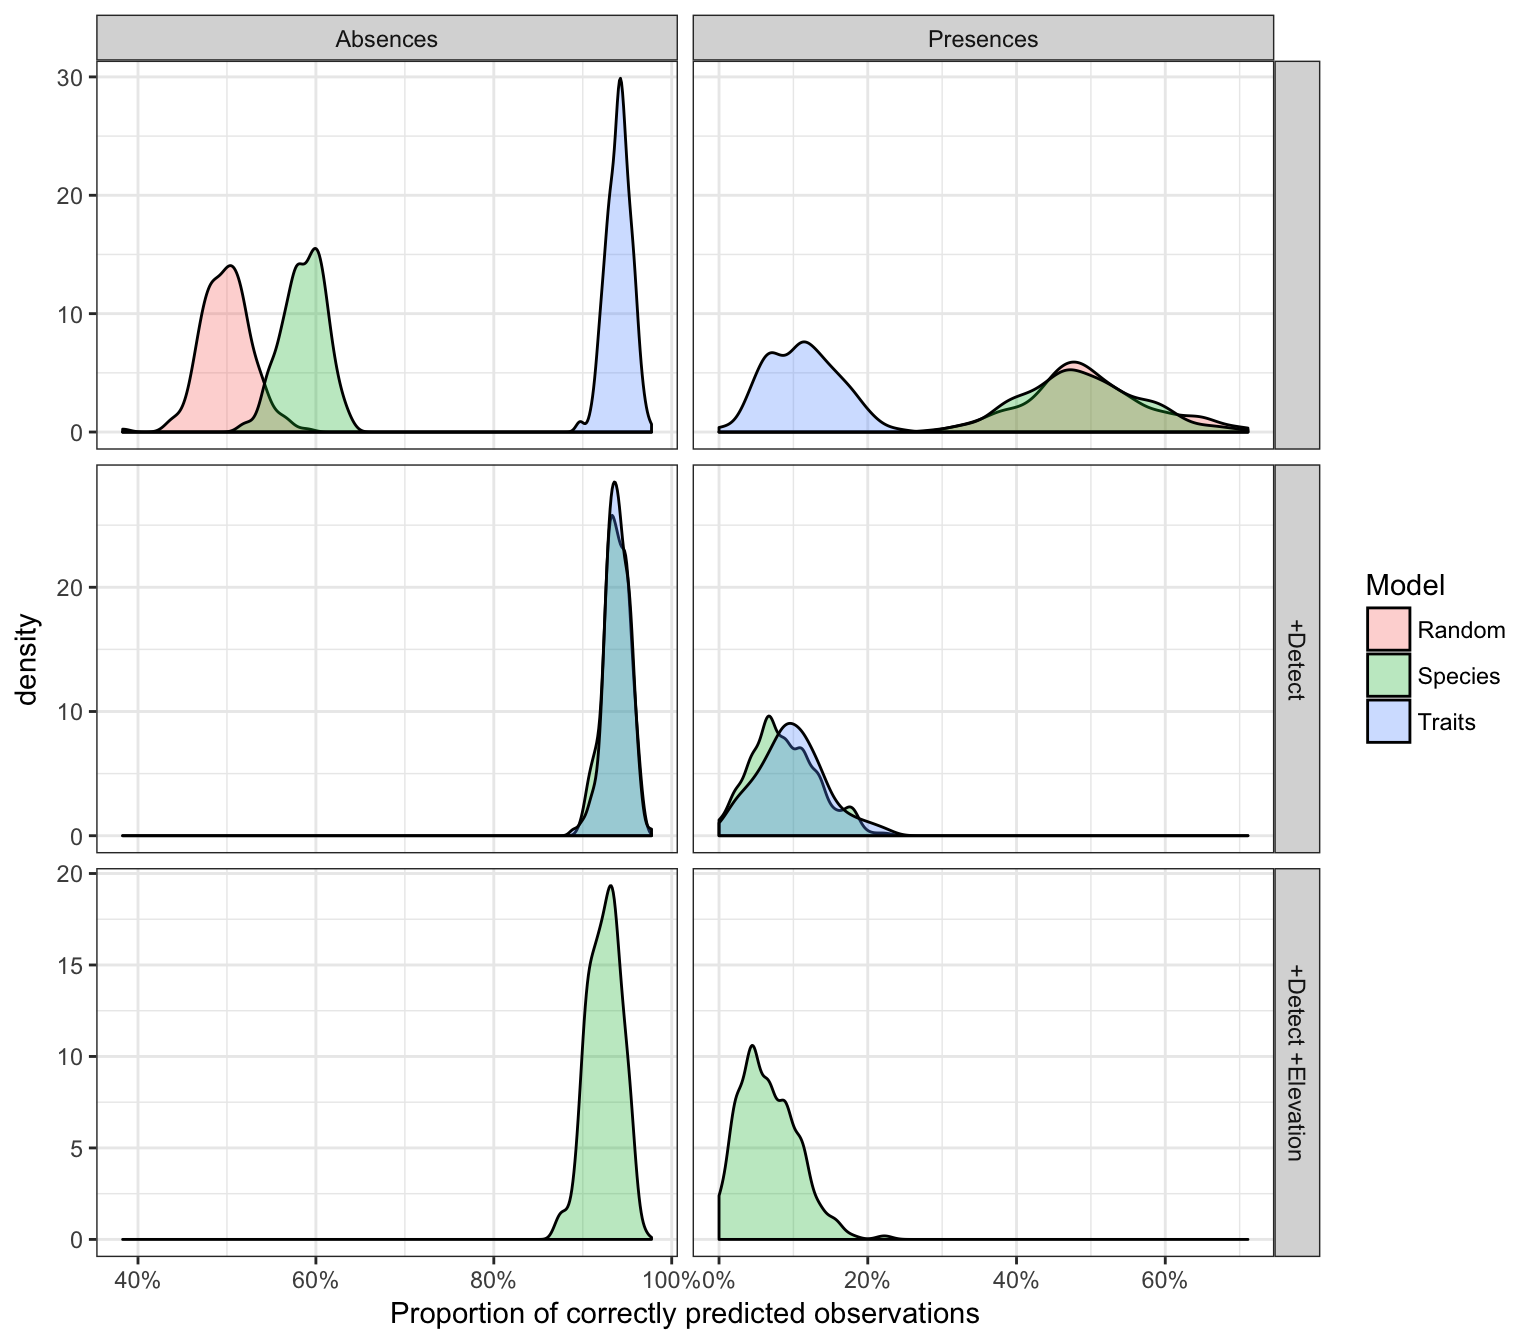 Absences
Presences
30
20
10
0
20
10
0
20
15
10
5
0
+Detect
+Detect +Elevation
density
40%
60%
80%
100%
0%
20%
40%
60%
Proportion of correctly predicted observations
Model
Random
Species
Traits